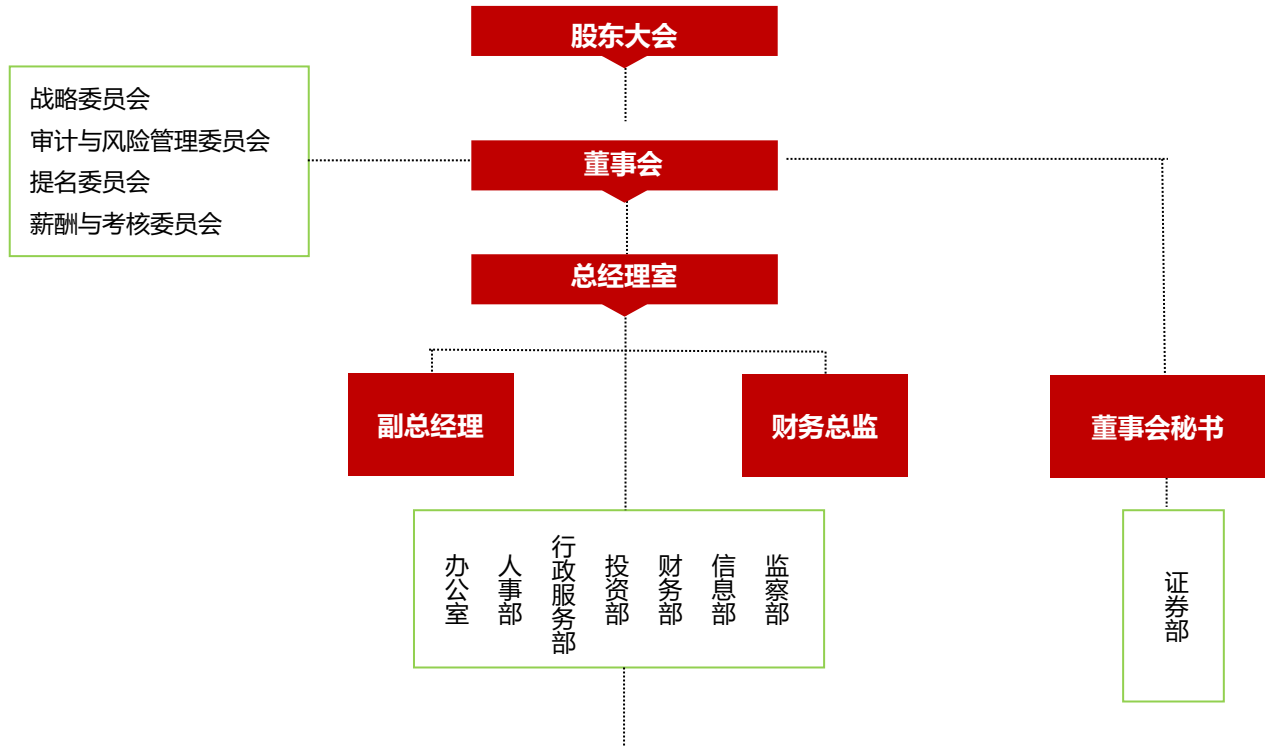 股东大会
战略委员会
审计与风险管理委员会
提名委员会
薪酬与考核委员会
董事会
总经理室
副总经理
财务总监
董事会秘书
办公室
人事部
行政服务部
投资部
财务部
信息部
监察部
证券部